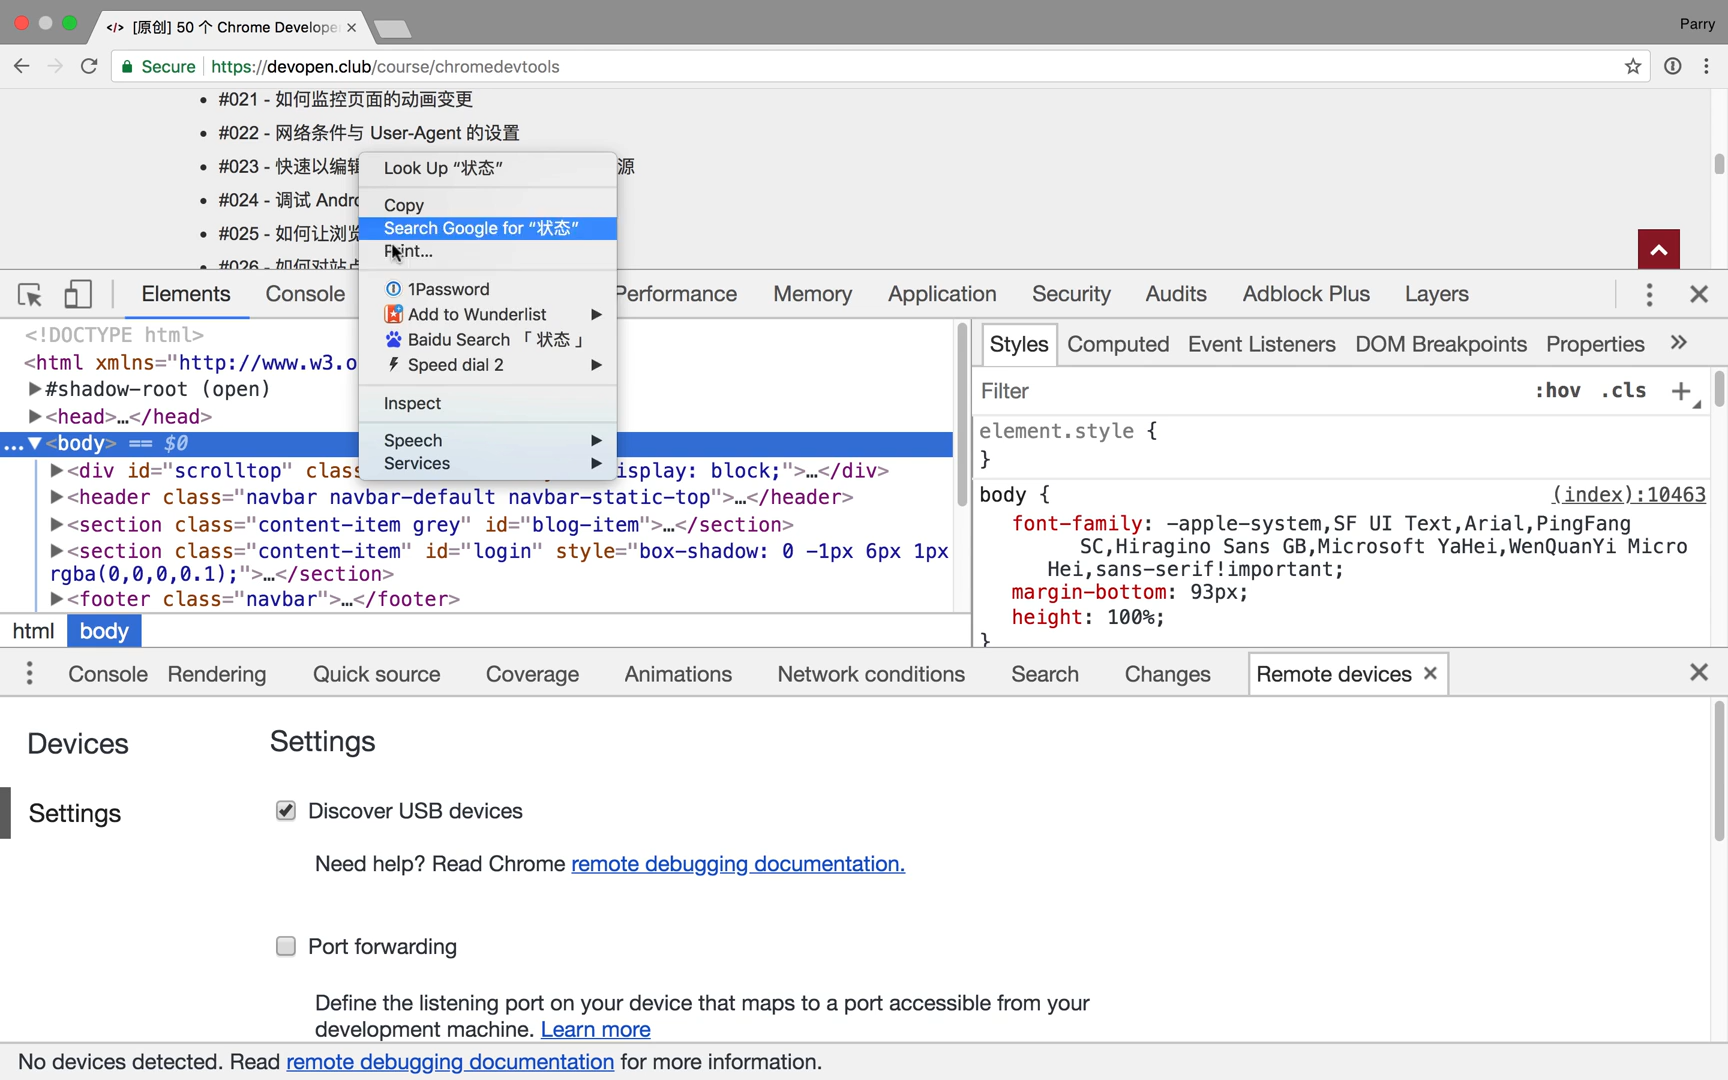 </> [原创] 50 个 Chrome Develope
Parry
Secure https://devopen.club/course/chromedevtools
#021 - 如何监控页面的动画变更
#022 - 网络条件与 User-Agent 的设置
#023 - 快速以编辑 源
#024 - 调试 Andro
#025 - 如何让浏览
#026 - 如何对站点
Look Up “状态”
Copy
Search Google for “状态”
Print...
1Password
Add to Wunderlist
Baidu Search 「 状态 」
Speed dial 2
Inspect
Speech
Services
Elements Console Performance Memory Application Security Audits Adblock Plus Layers
<!DOCTYPE html>
<html xmlns="http://www.w3.o
#shadow-root (open)
<head>…</head>
...<body> == $0
<div id="scrolltop" clas isplay: block;">…</div>
<header class="navbar navbar-default navbar-static-top">…</header>
<section class="content-item grey" id="blog-item">…</section>
<section class="content-item" id="login" style="box-shadow: 0 -1px 6px 1px
rgba(0,0,0,0.1);">…</section>
<footer class="navbar">…</footer>
html body
Styles Computed Event Listeners DOM Breakpoints Properties »
Filter :hov .cls +
element.style {
}
body { (index):10463
font-family: -apple-system,SF UI Text,Arial,PingFang
SC,Hiragino Sans GB,Microsoft YaHei,WenQuanYi Micro
Hei,sans-serif!important;
margin-bottom: 93px;
height: 100%;
}
Console Rendering Quick source Coverage Animations Network conditions Search Changes Remote devices
Devices
Settings
Settings
Discover USB devices
Need help? Read Chrome remote debugging documentation.
Port forwarding
Define the listening port on your device that maps to a port accessible from your
development machine. Learn more
No devices detected. Read remote debugging documentation for more information.